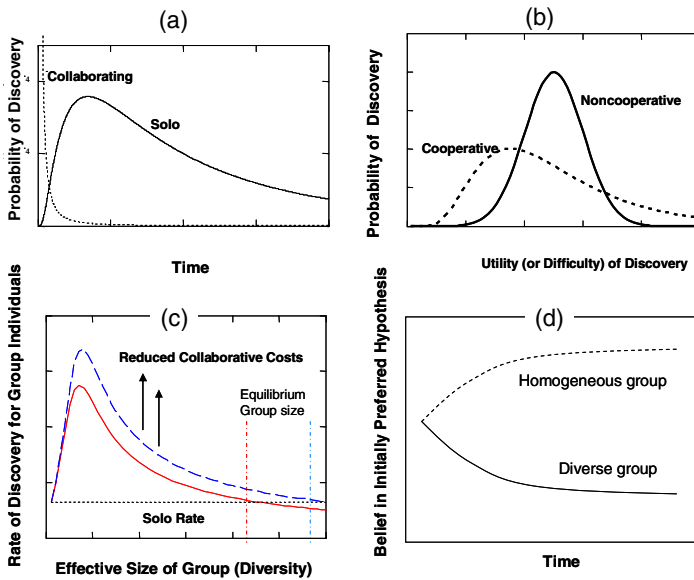 (a)
Probability of Discovery
Collaborating
Solo
Time
(b)
Probability of Discovery
Noncooperative
Cooperative
Utility (or Difficulty) of Discovery
(c)
Rate of Discovery for Group Individuals
Reduced Collaborative Costs
Equilibrium
Group size
Solo Rate
Effective Size of Group (Diversity)
(d)
Belief in Initially Preferred Hypothesis
Homogeneous group
Diverse group
Time